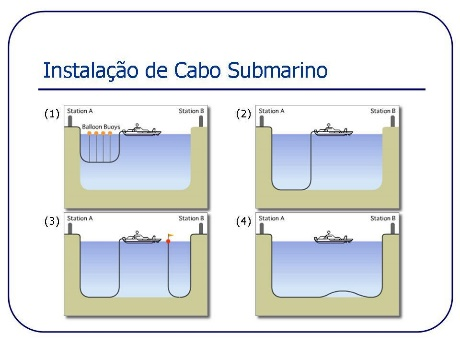 Instalação de Cabo Submarino
(1) Station A Station B
Balloon Buoys
(2) Station A Station B
(3) Station A Station B
(4) Station A Station B